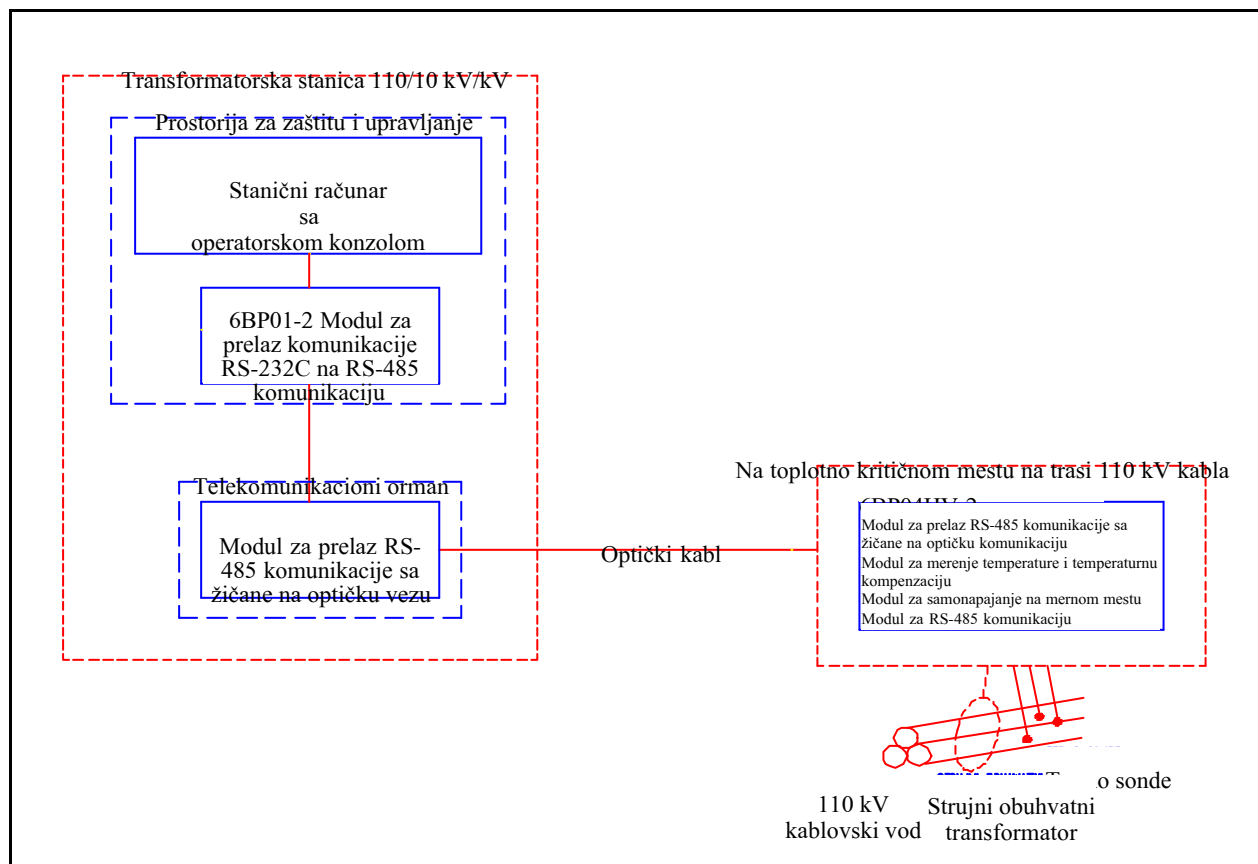 Transformatorska stanica 110/10 kV/kV
Prostorija za zaštitu i upravljanje
Stanični računar
sa
operatorskom konzolom
6BP01-2 Modul za
prelaz komunikacije
RS-232C na RS-485
komunikaciju
Telekomunikacioni orman
Modul za prelaz RS-
485 komunikacije sa
žičane na optičku vezu
Optički kabl
Na toplotno kritičnom mestu na trasi 110 kV kabla
Modul za prelaz RS-485 komunikacije sa
žičane na optičku komunikaciju
Modul za merenje temperature i temperaturnu
kompenzaciju
Modul za samonapajanje na mernom mestu
Modul za RS-485 komunikaciju
sonde
110 kV
kablovski vod
Strujni obuhvatni
transformator